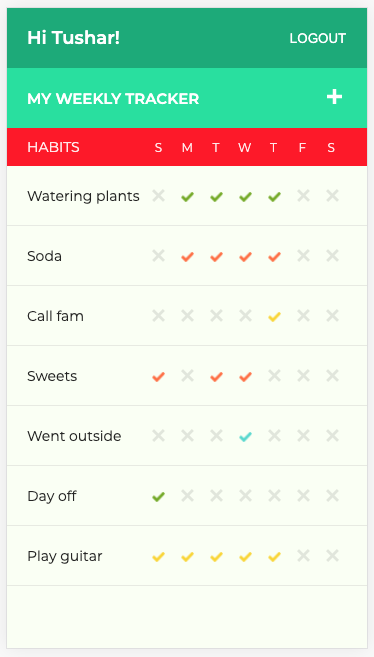 Hi Tushar! LOGOUT
MY WEEKLY TRACKER +
HABITS S M T W T F S
Watering plants
Soda
Call fam
Sweets
Went outside
Day off
Play guitar